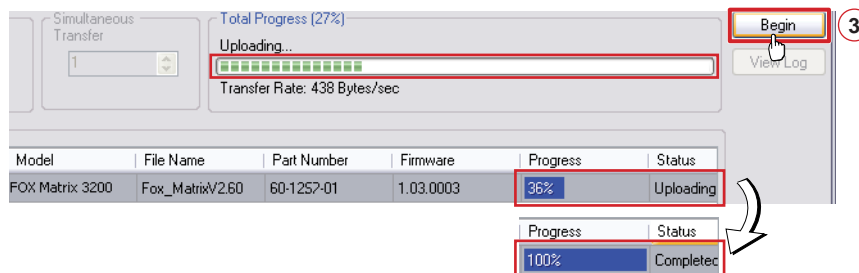 Simultaneous Transfer
1
Total Progress (27%)
Uploading...
Transfer Rate: 438 Bytes/sec
Begin
3
View Log
Model File Name Part Number Firmware Progress Status
FOX Matrix 3200 Fox_MatrixV2.60 60-1257-01 1.03.0003 36% Uploading
Progress Status
100% Completed